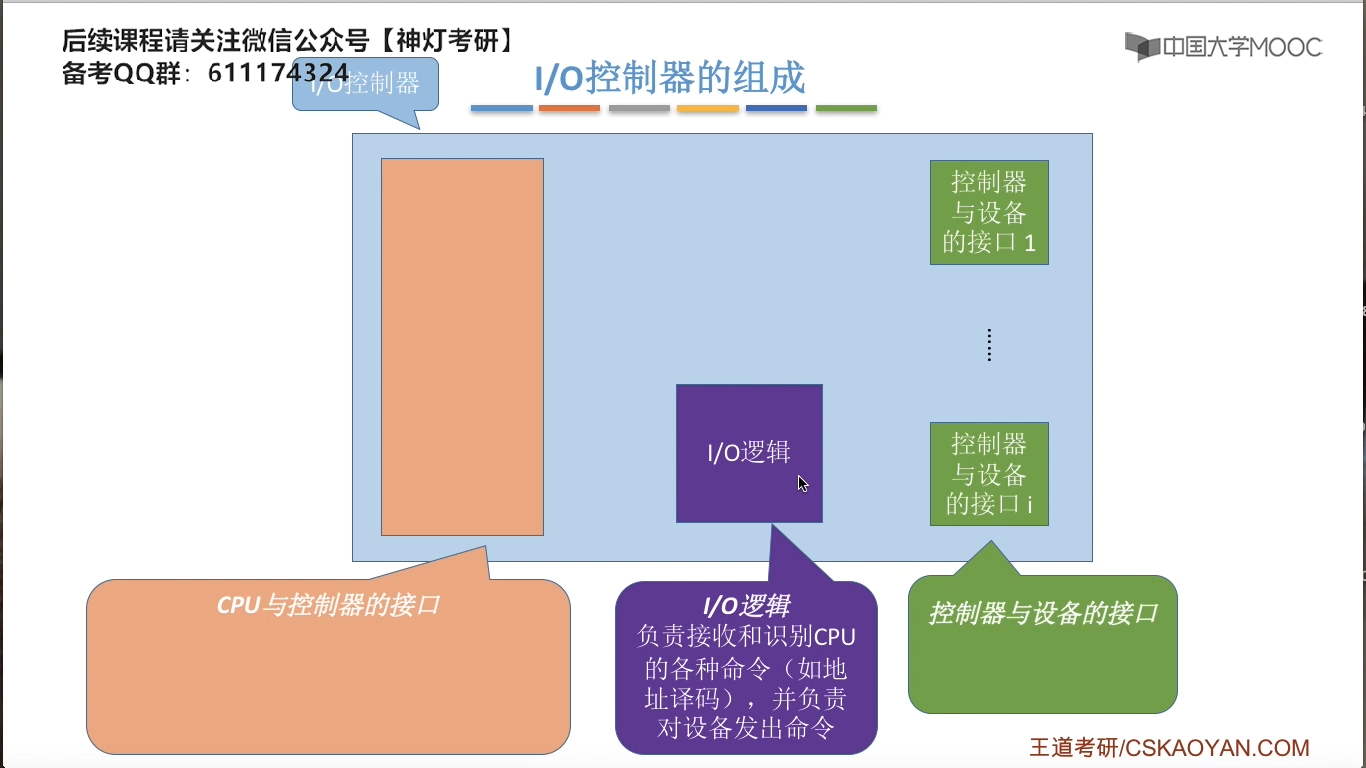 后续课程请关注微信公众号【神灯考研】
备考QQ群：611174324
I/O控制器
I/O控制器的组成
中国大学MOOC
控制器
与设备
的接口 1
I/O逻辑
控制器
与设备
的接口 i
CPU与控制器的接口
I/O逻辑
负责接收和识别CPU
的各种命令（如地
址译码），并负责
对设备发出命令
控制器与设备的接口
王道考研/CSKAOYAN.COM